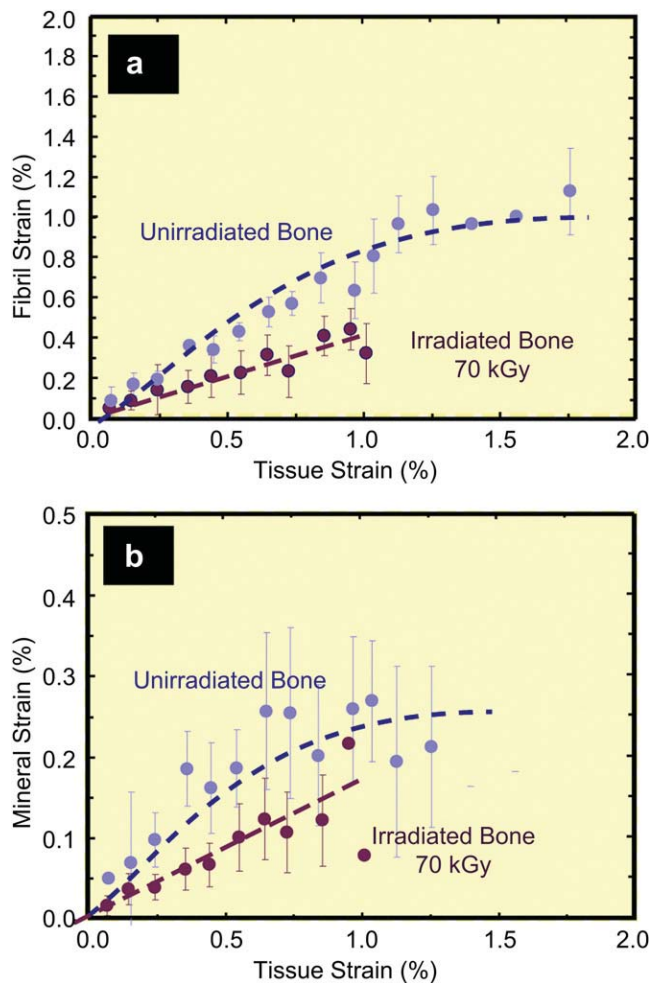 a
2.0
1.8
1.6
1.4
1.2
1.0
0.8
0.6
0.4
0.2
0.0
Fibril Strain (%)
Unirradiated Bone
Irradiated Bone
70 kGy
0.0 0.5 1.0 1.5 2.0
Tissue Strain (%)
b
0.5
0.4
0.3
0.2
0.1
0.0
Mineral Strain (%)
Unirradiated Bone
Irradiated Bone
70 kGy
0.0 0.5 1.0 1.5 2.0
Tissue Strain (%)